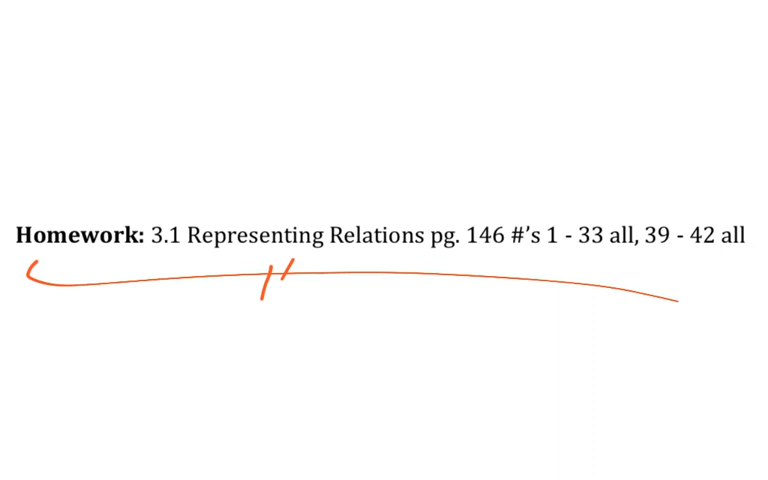 Homework: 3.1 Representing Relations pg. 146 #’s 1 - 33 all, 39 - 42 all